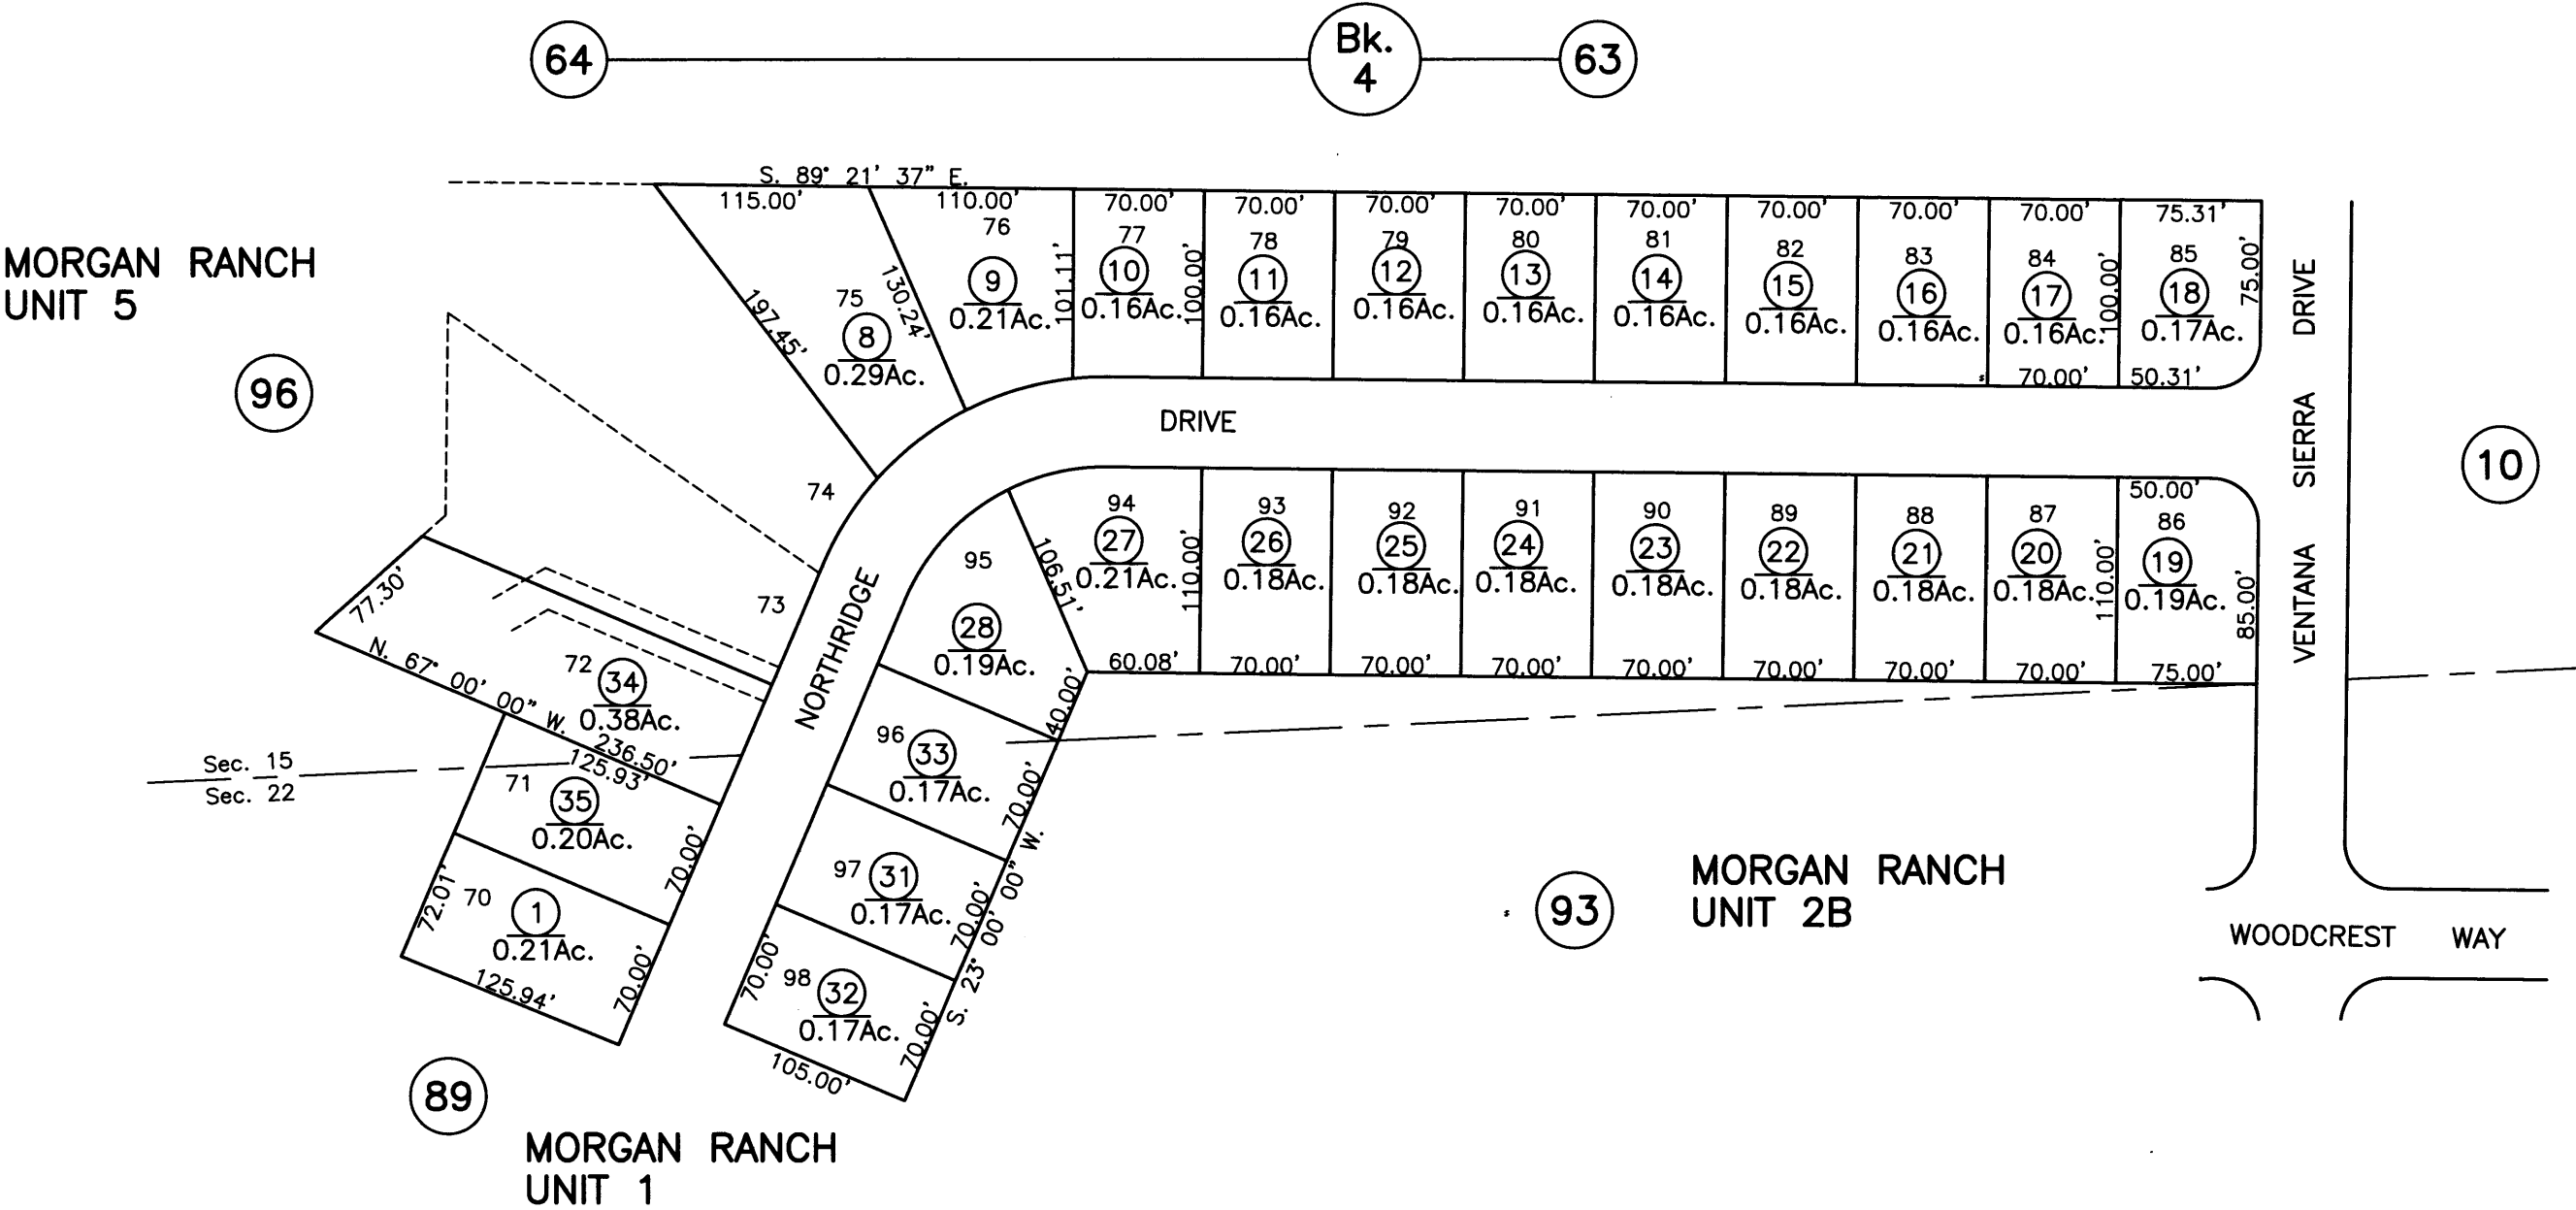 64
Bk.
4
63
S. 89° 21' 37" E.
115.00'
110.00'
70.00'
70.00'
70.00'
70.00'
70.00'
70.00'
70.00'
70.00'
75.31'
MORGAN RANCH
UNIT 5
96
197.45'
75
8
0.29Ac.
130.24'
76
9
0.21Ac.
101.11'
77
10
0.16Ac.
100.00'
78
11
0.16Ac.
79
12
0.16Ac.
80
13
0.16Ac.
81
14
0.16Ac.
82
15
0.16Ac.
83
16
0.16Ac.
84
17
0.16Ac.
100.00'
85
18
0.17Ac.
75.00'
70.00'
50.31'
DRIVE
VENTANA SIERRA DRIVE
10
74
73
NORTHRIDGE
95
28
0.19Ac.
106.51'
94
27
0.21Ac.
110.00'
93
26
0.18Ac.
92
25
0.18Ac.
91
24
0.18Ac.
90
23
0.18Ac.
89
22
0.18Ac.
88
21
0.18Ac.
87
20
0.18Ac.
110.00'
50.00'
86
19
0.19Ac.
85.00'
60.08'
70.00'
70.00'
70.00'
70.00'
70.00'
70.00'
70.00'
75.00'
77.30'
N. 67° 00' 00" W.
236.50'
72
34
0.38Ac.
125.93'
Sec. 15
Sec. 22
71
35
0.20Ac.
70.00'
72.01'
70
1
0.21Ac.
70.00'
125.94'
40.00'
96
33
0.17Ac.
70.00'
97
31
0.17Ac.
70.00'
S. 23° 00' 00" W.
70.00'
98
32
0.17Ac.
70.00'
105.00'
93
MORGAN RANCH
UNIT 2B
WOODCREST WAY
89
MORGAN RANCH
UNIT 1